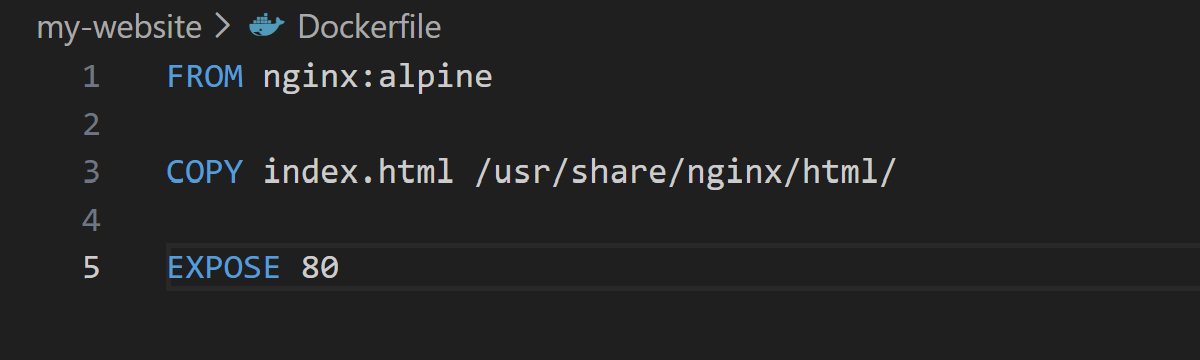 my-website > Dockerfile
1 FROM nginx:alpine
2
3 COPY index.html /usr/share/nginx/html/
4
5 EXPOSE 80